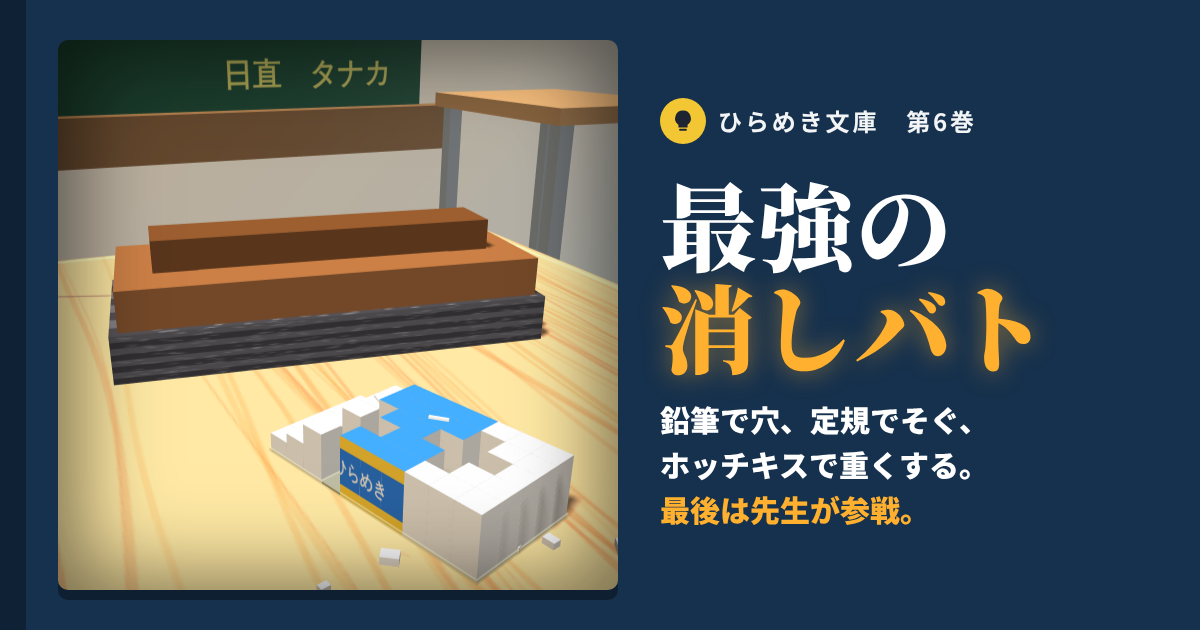 日直　タナカ
ひらめき
ひらめき文庫　第6巻
最強の
消しバト
鉛筆で穴、定規でそぐ、
ホッチキスで重くする。
最後は先生が参戦。